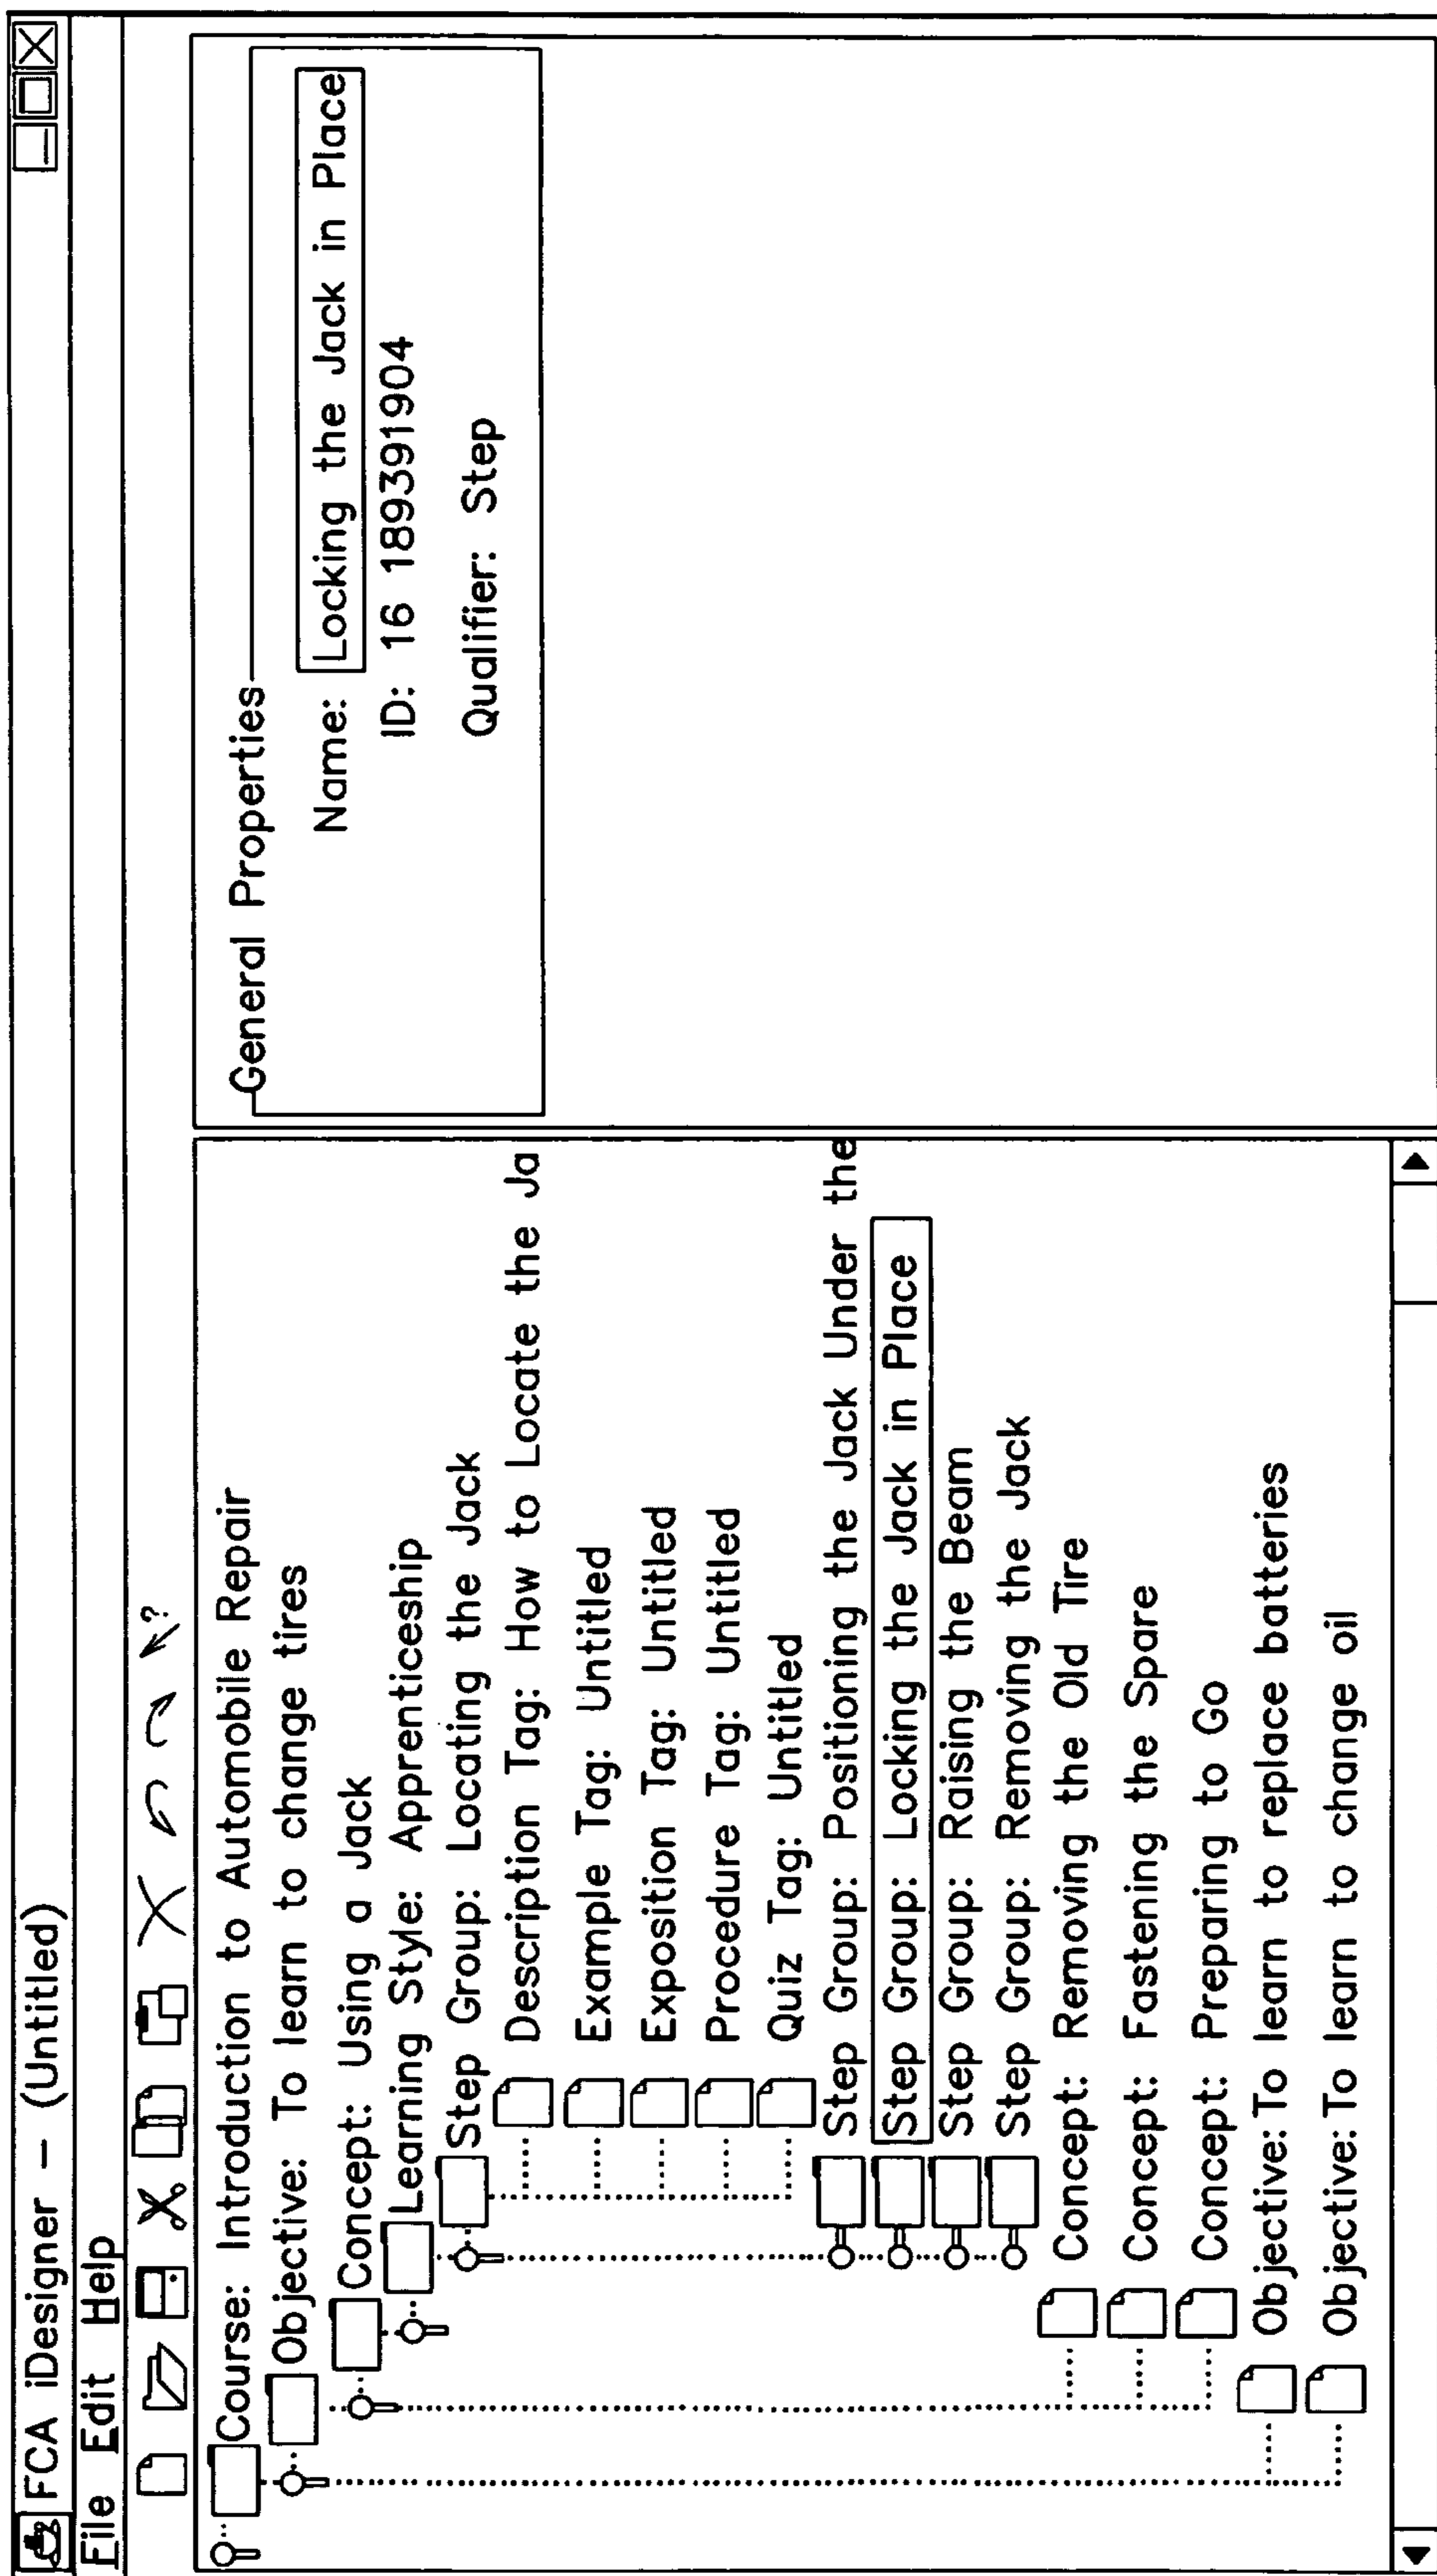 FCA iDesigner – (Untitled)
File Edit Help
?
Course: Introduction to Automobile Repair
Objective: To learn to change tires
Concept: Using a Jack
Learning Style: Apprenticeship
Step Group: Locating the Jack
Description Tag: How to Locate the Ja
Example Tag: Untitled
Exposition Tag: Untitled
Procedure Tag: Untitled
Quiz Tag: Untitled
Step Group: Positioning the Jack Under the
Step Group: Locking the Jack in Place
Step Group: Raising the Beam
Step Group: Removing the Jack
Concept: Removing the Old Tire
Concept: Fastening the Spare
Concept: Preparing to Go
Objective: To learn to replace batteries
Objective: To learn to change oil
General Properties
Name: Locking the Jack in Place
ID: 16 189391904
Qualifier: Step